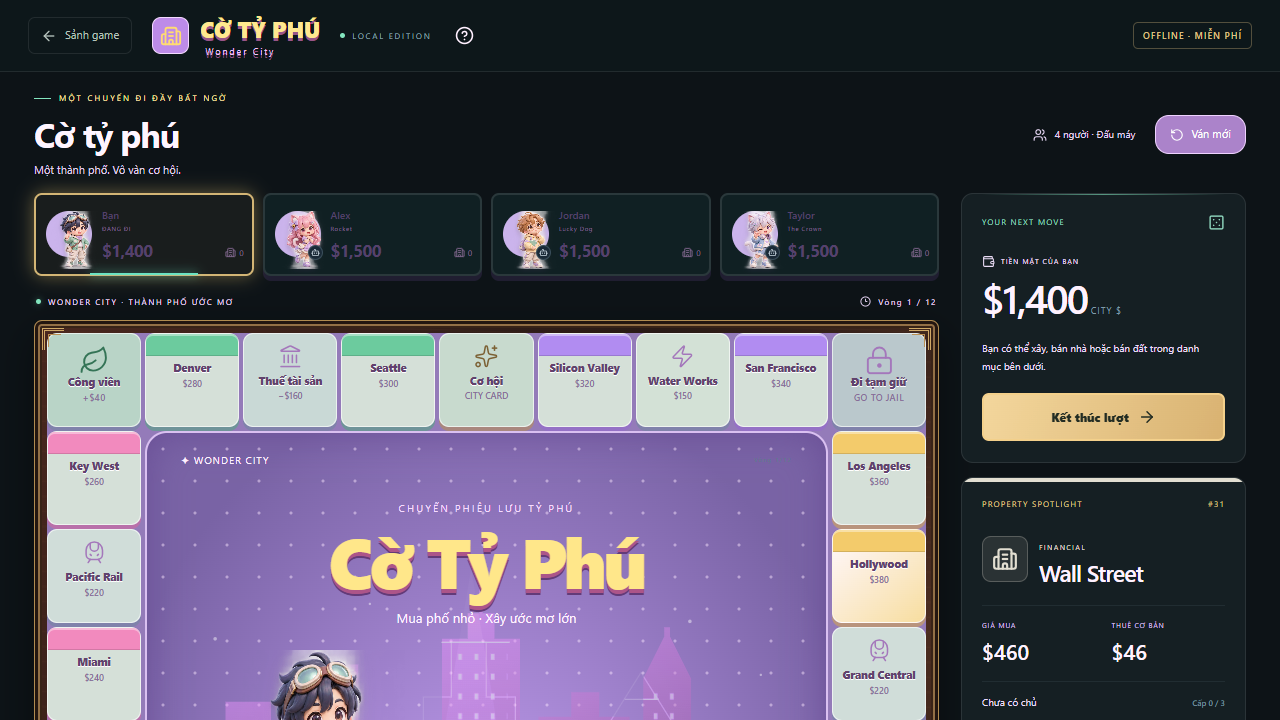 Sảnh game
CỜ TỶ PHÚ
Wonder City
LOCAL EDITION
OFFLINE · MIỄN PHÍ
MỘT CHUYẾN ĐI ĐẦY BẤT NGỜ
Cờ tỷ phú
Một thành phố. Vô vàn cơ hội.
4 người · Đấu máy
Ván mới
Bạn
ĐANG ĐI
$1,400
0
Alex
Rocket
$1,500
0
Jordan
Lucky Dog
$1,500
0
Taylor
The Crown
$1,500
0
WONDER CITY · THÀNH PHỐ ƯỚC MƠ
Vòng 1 / 12
Công viên
+$40
Denver
$280
Thuế tài sản
−$160
Seattle
$300
Cơ hội
CITY CARD
Silicon Valley
$320
Water Works
$150
San Francisco
$340
Đi tạm giữ
GO TO JAIL
Key West
$260
Pacific Rail
$220
Miami
$240
✦ WONDER CITY
CHUYẾN PHIÊU LƯU TỶ PHÚ
Cờ Tỷ Phú
Mua phố nhỏ · Xây ước mơ lớn
Los Angeles
$360
Hollywood
$380
Grand Central
$220
YOUR NEXT MOVE
TIỀN MẶT CỦA BẠN
$1,400 CITY $
Bạn có thể xây, bán nhà hoặc bán đất trong danh
mục bên dưới.
Kết thúc lượt
PROPERTY SPOTLIGHT
#31
FINANCIAL
Wall Street
GIÁ MUA
$460
THUÊ CƠ BẢN
$46
Chưa có chủ
Cấp 0 / 3